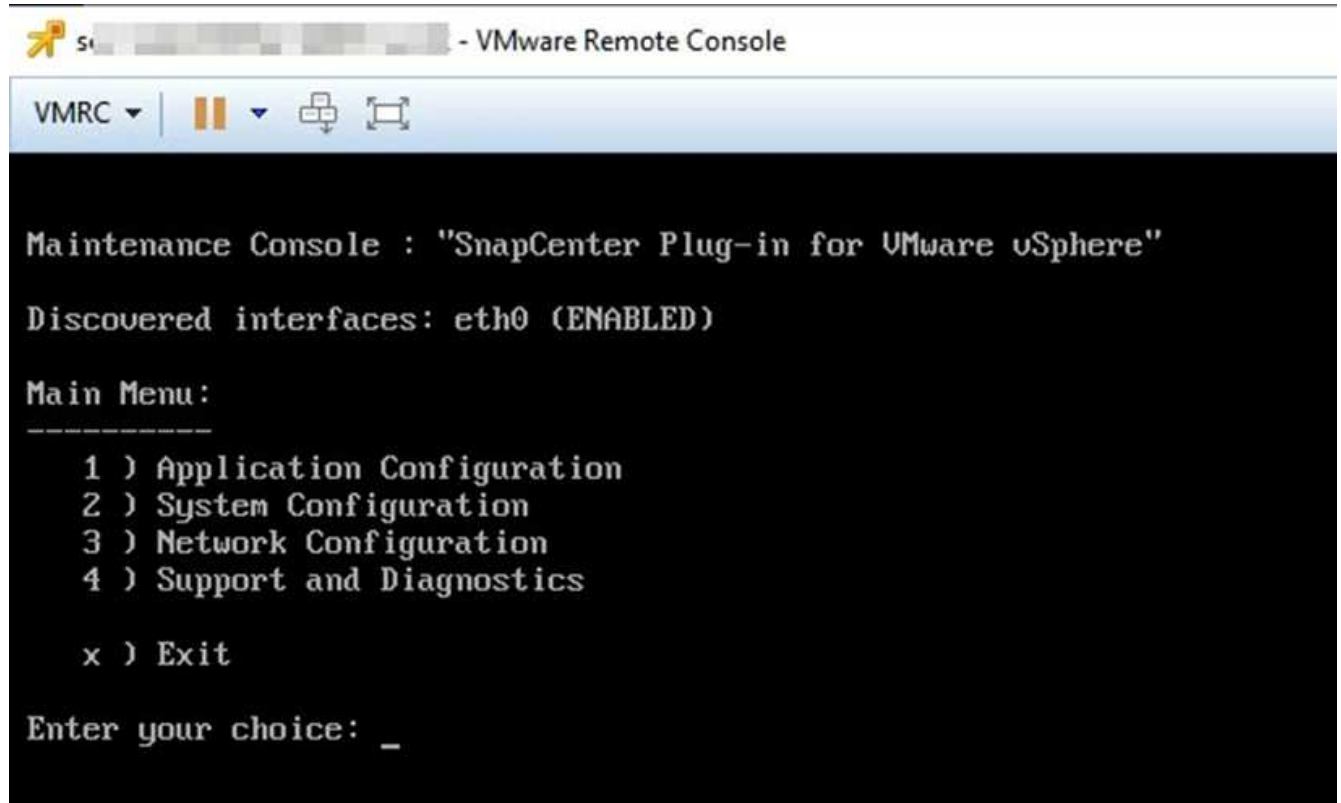 - VMware Remote Console
VMRC
Maintenance Console : "SnapCenter Plug-in for VMware vSphere"
Discovered interfaces: eth0 (ENABLED)
Main Menu:
----------
1 ) Application Configuration
2 ) System Configuration
3 ) Network Configuration
4 ) Support and Diagnostics
x ) Exit
Enter your choice: _